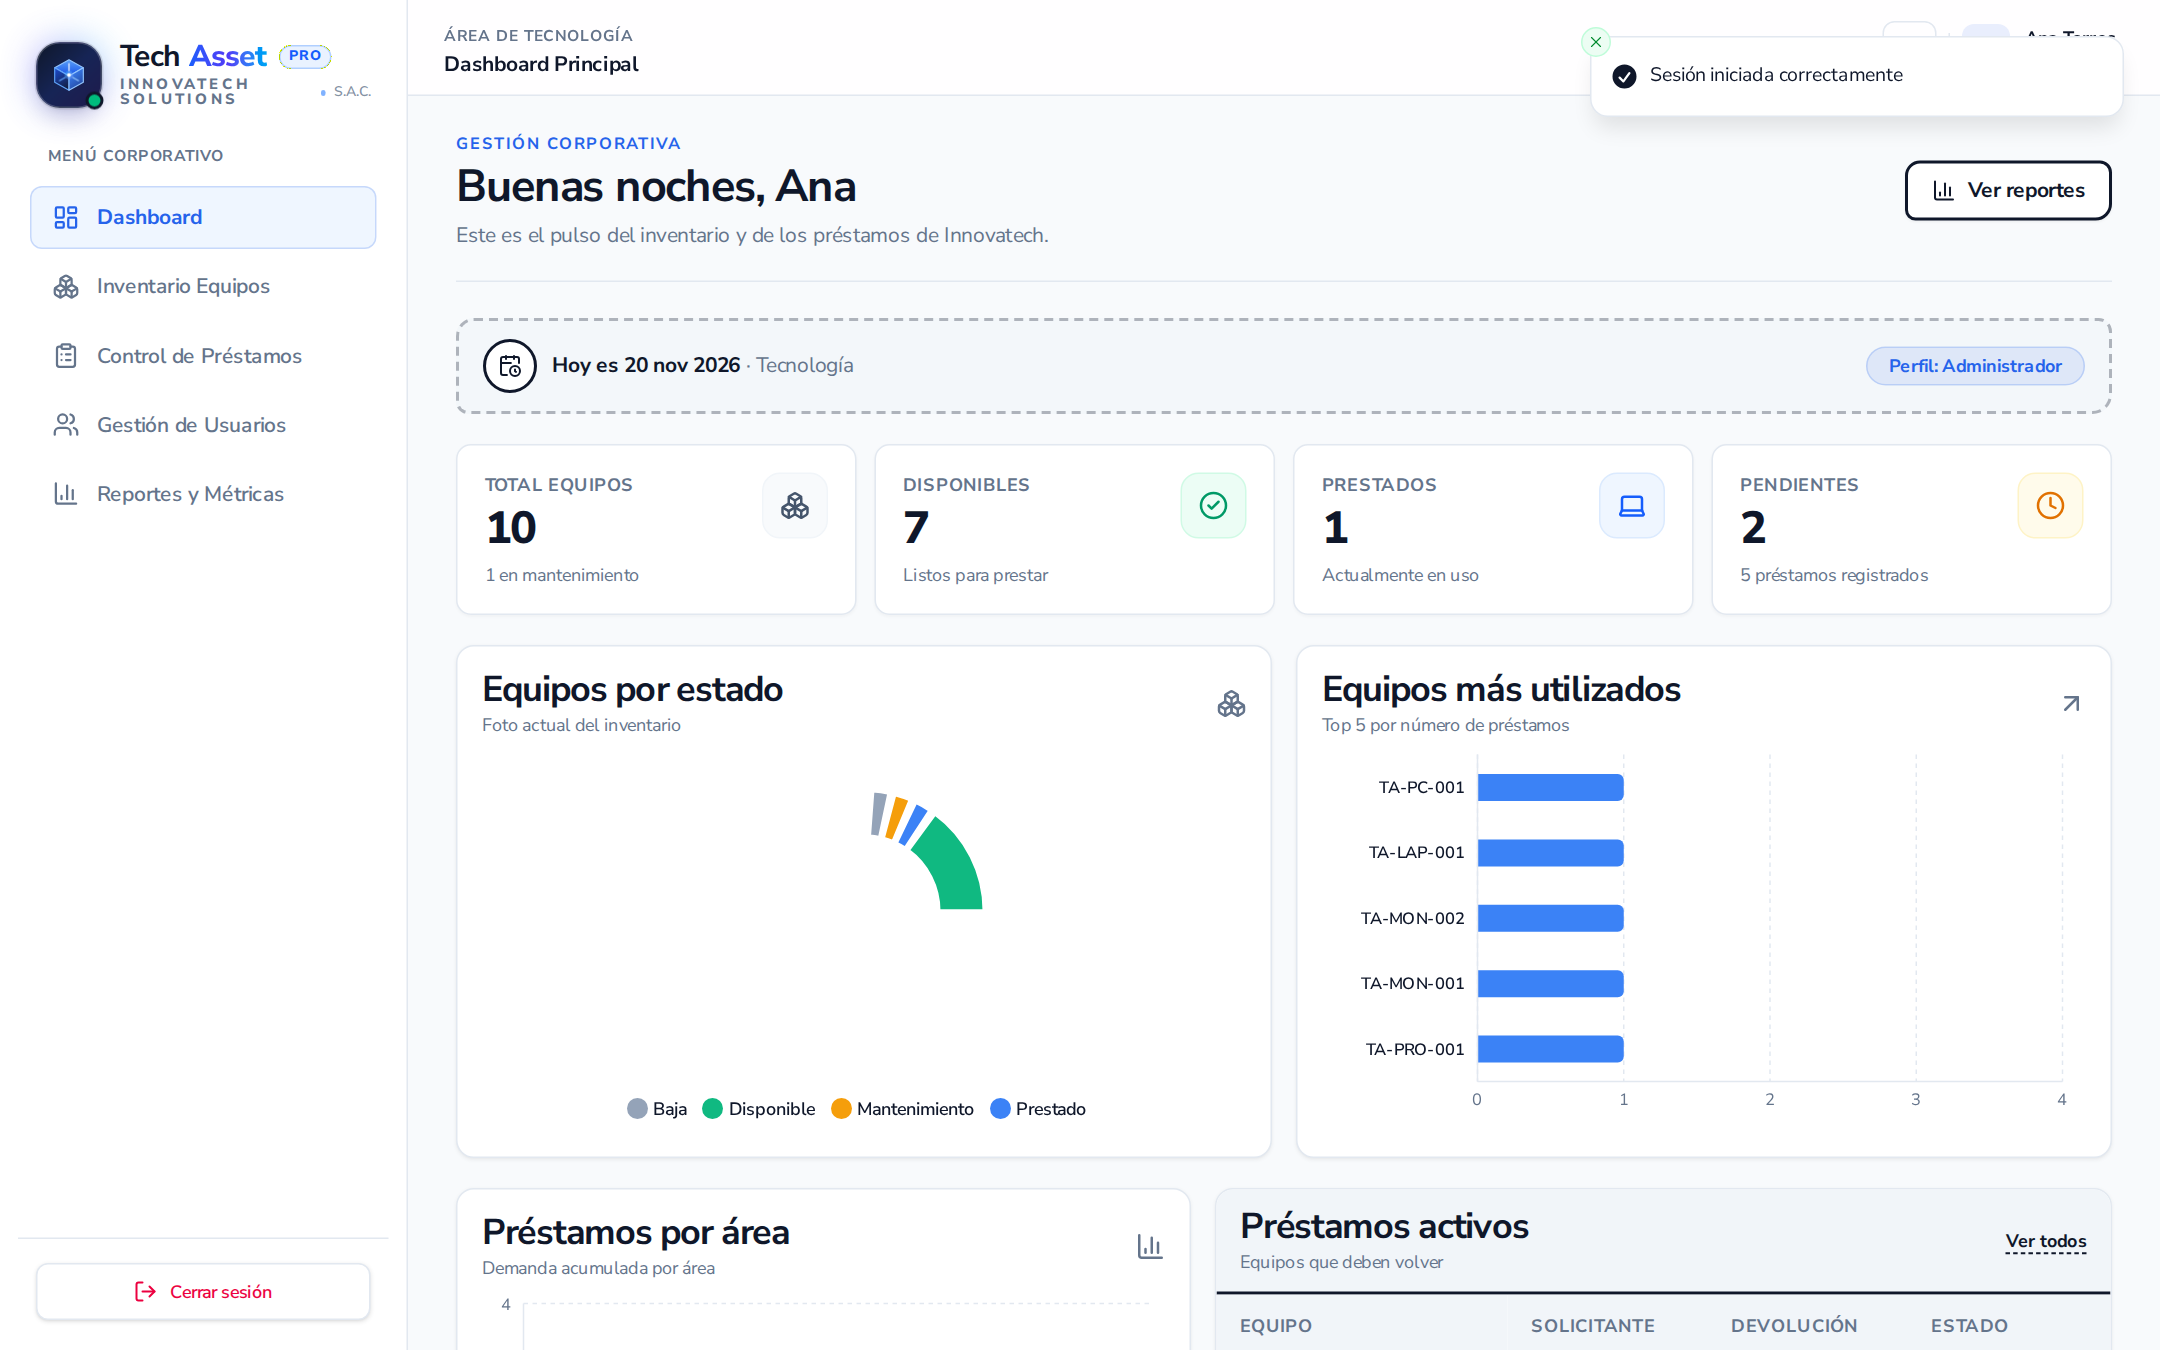 Tech Asset PRO
INNOVATECH
SOLUTIONS
S.A.C.
MENÚ CORPORATIVO
Dashboard
Inventario Equipos
Control de Préstamos
Gestión de Usuarios
Reportes y Métricas
Cerrar sesión
ÁREA DE TECNOLOGÍA
Dashboard Principal
Sesión iniciada correctamente
GESTIÓN CORPORATIVA
Buenas noches, Ana
Este es el pulso del inventario y de los préstamos de Innovatech.
Ver reportes
Hoy es 20 nov 2026 · Tecnología
Perfil: Administrador
TOTAL EQUIPOS
10
1 en mantenimiento
DISPONIBLES
7
Listos para prestar
PRESTADOS
1
Actualmente en uso
PENDIENTES
2
5 préstamos registrados
Equipos por estado
Foto actual del inventario
Baja
Disponible
Mantenimiento
Prestado
Equipos más utilizados
Top 5 por número de préstamos
TA-PC-001
TA-LAP-001
TA-MON-002
TA-MON-001
TA-PRO-001
0 1 2 3 4
Préstamos por área
Demanda acumulada por área
4
Préstamos activos
Equipos que deben volver
Ver todos
EQUIPO SOLICITANTE DEVOLUCIÓN ESTADO